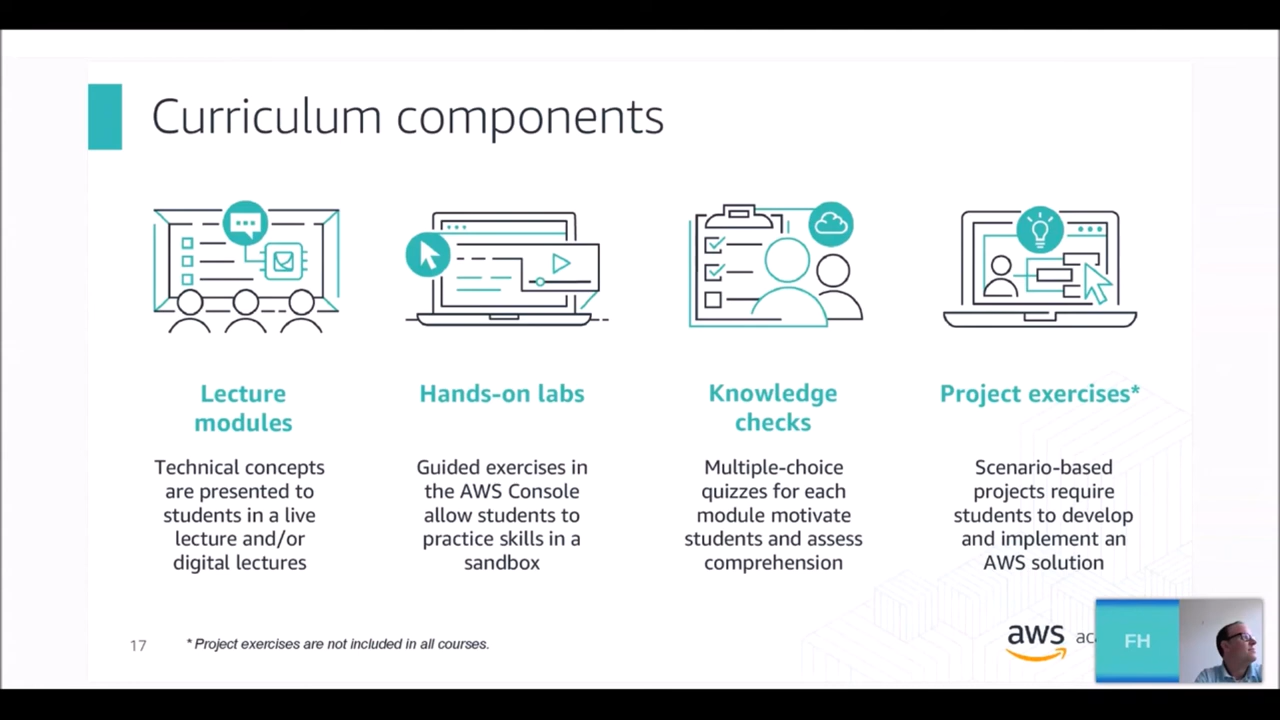 Curriculum components
Lecture
modules
Technical concepts
are presented to
students in a live
lecture and/or
digital lectures
Hands-on labs
Guided exercises in
the AWS Console
allow students to
practice skills in a
sandbox
Knowledge
checks
Multiple-choice
quizzes for each
module motivate
students and assess
comprehension
Project exercises*
Scenario-based
projects require
students to develop
and implement an
AWS solution
17
* Project exercises are not included in all courses.
aws
FH